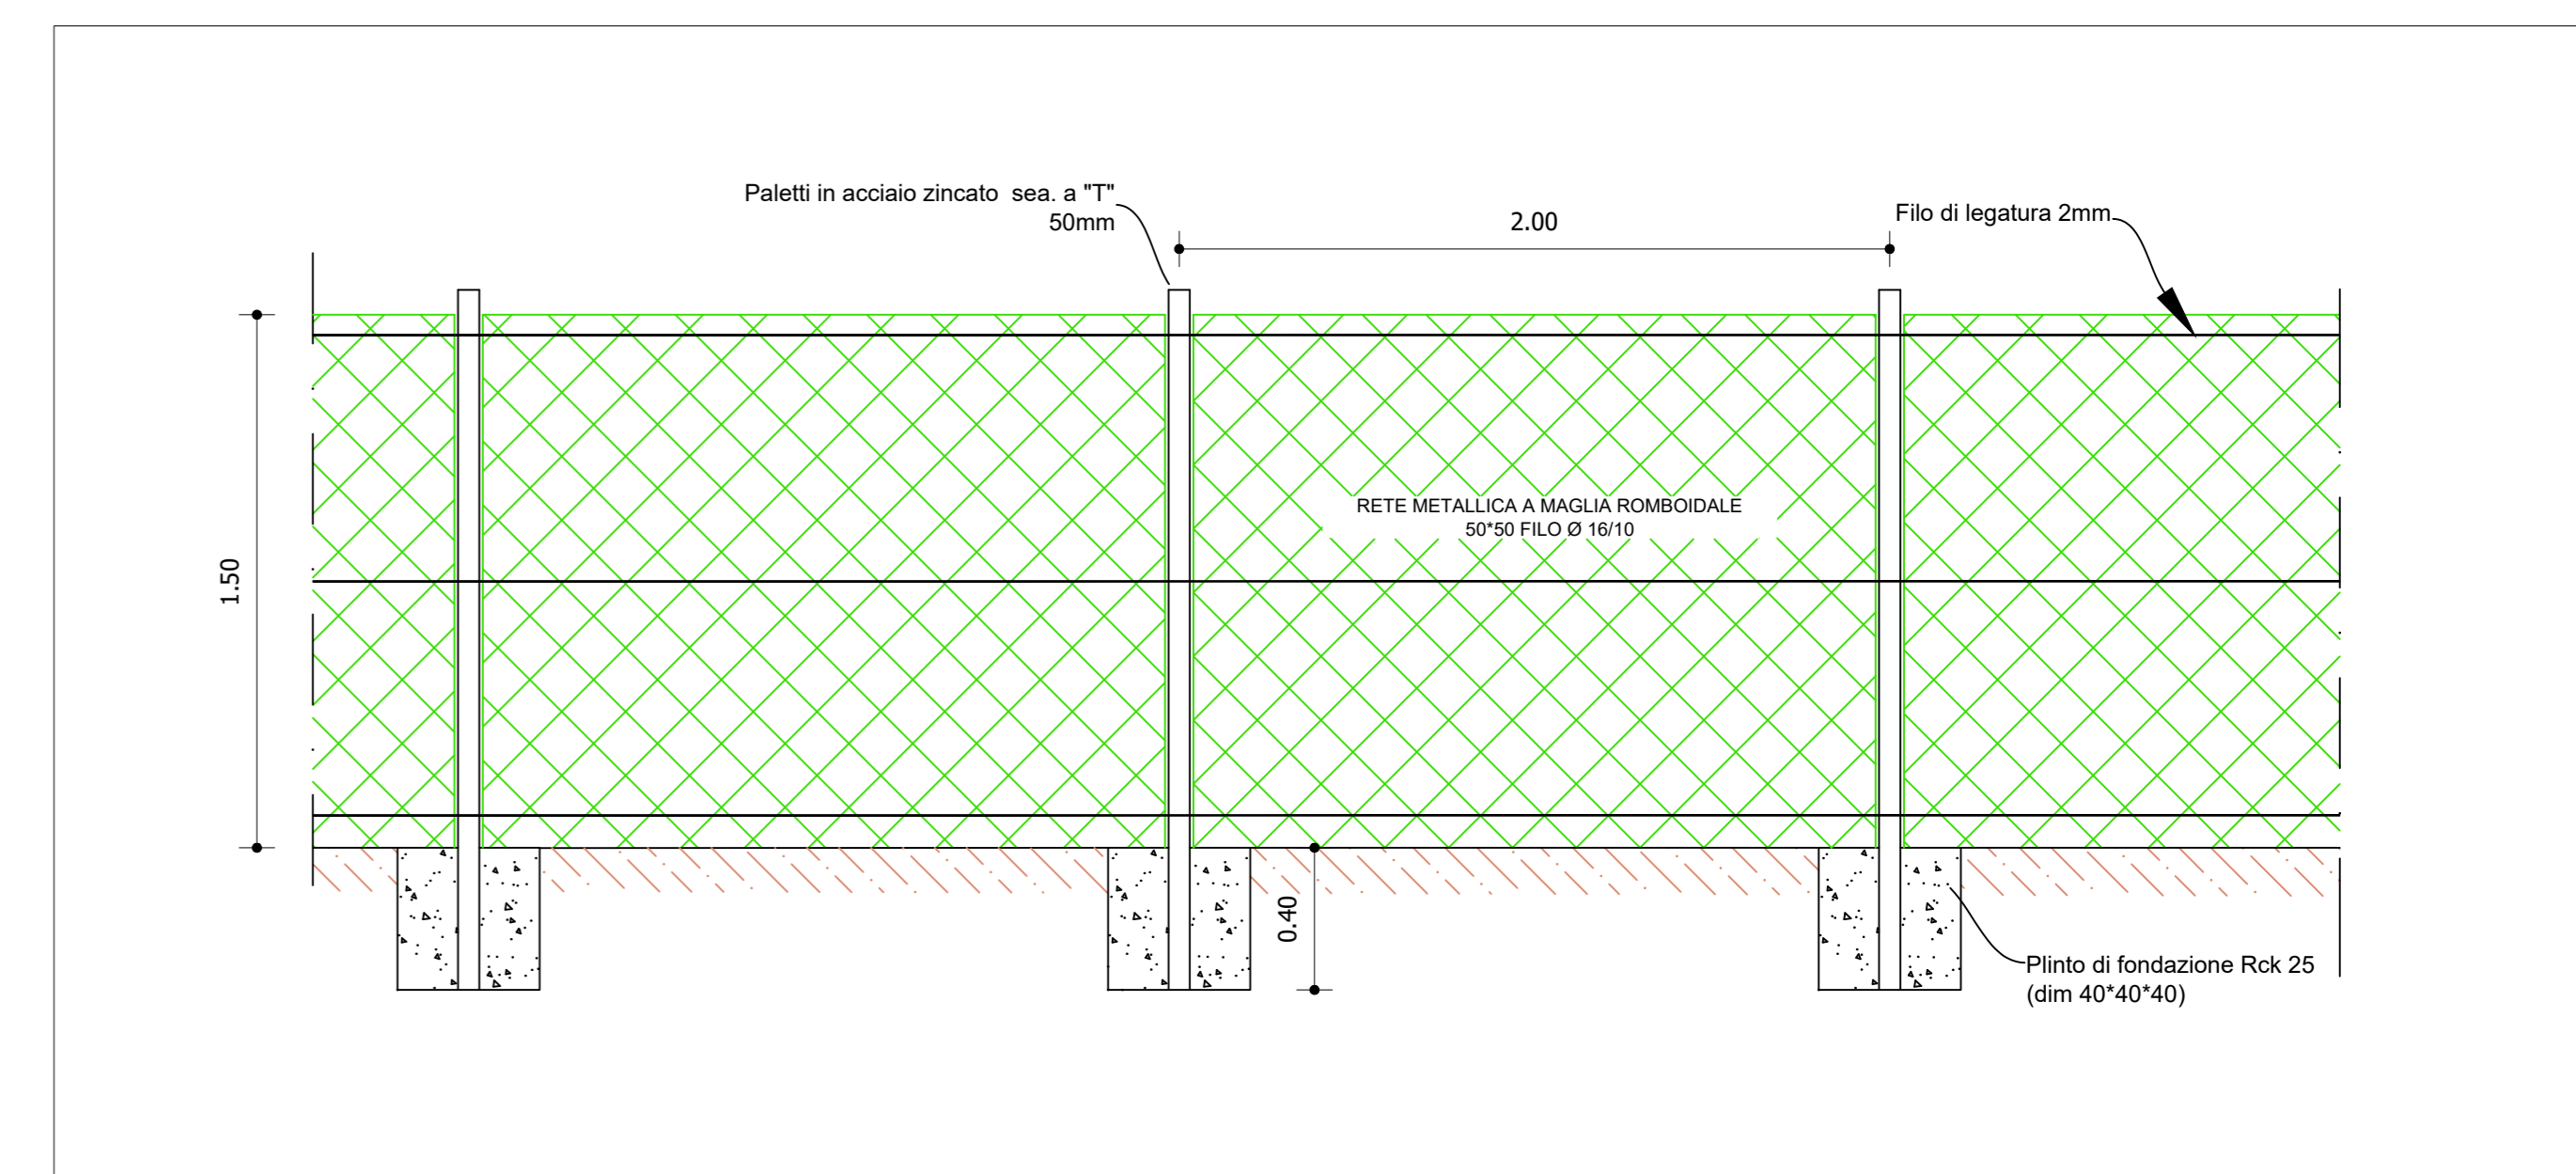 Paletti in acciaio zincato  sea. a "T"
50mm
2.00
Filo di legatura 2mm
RETE METALLICA A MAGLIA ROMBOIDALE
50*50 FILO Ø 16/10
1.50
0.40
Plinto di fondazione Rck 25
(dim 40*40*40)